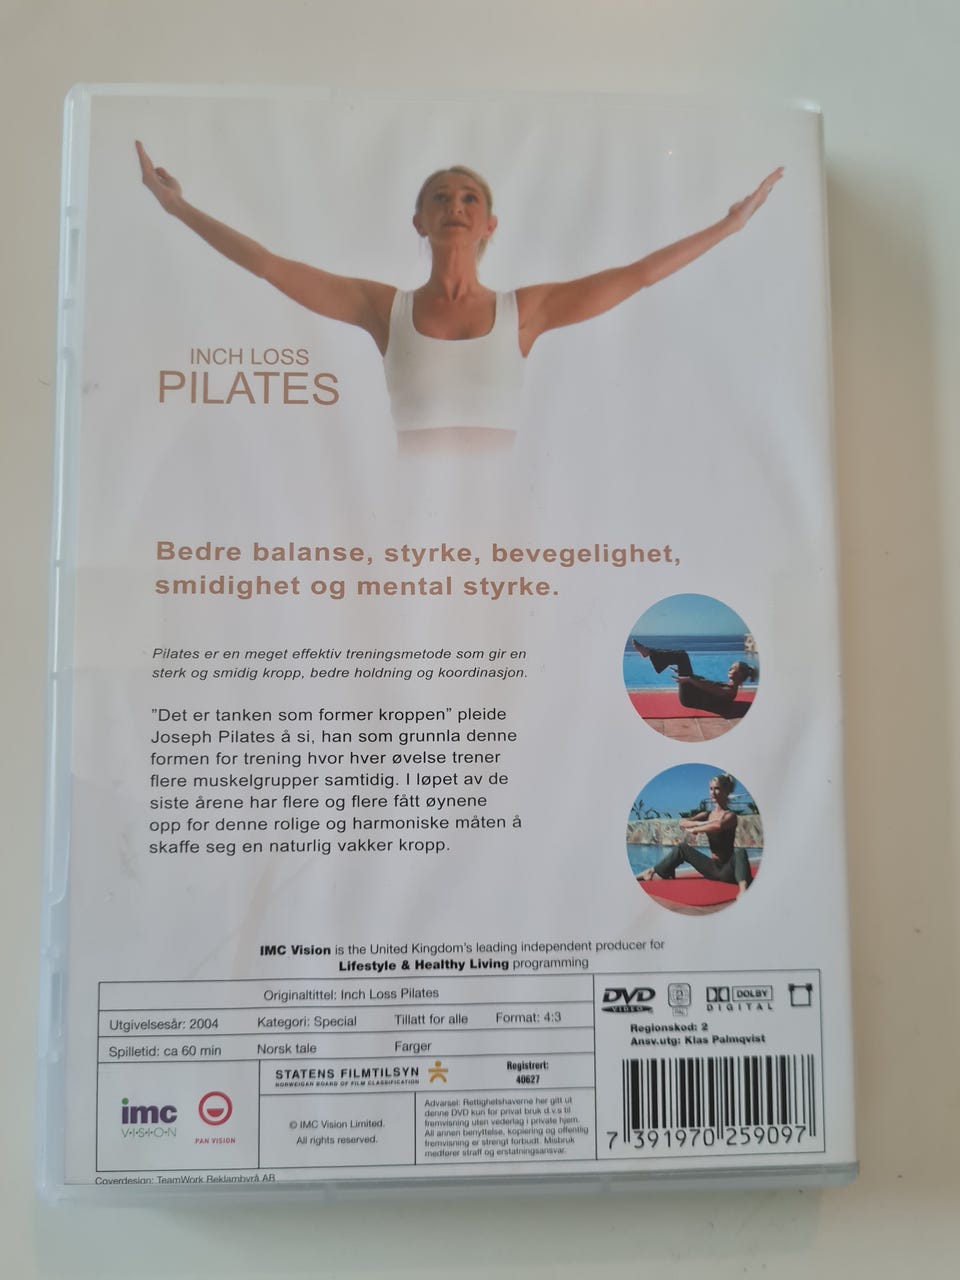 INCH LOSS
PILATES
Bedre balanse, styrke, bevegelighet,
smidighet og mental styrke.
Pilates er en meget effektiv treningsmetode som gir en
sterk og smidig kropp, bedre holdning og koordinasjon.
”Det er tanken som former kroppen” pleide
Joseph Pilates å si, han som grunnla denne
formen for trening hvor hver øvelse trener
flere muskelgrupper samtidig. I løpet av de
siste årene har flere og flere fått øynene
opp for denne rolige og harmoniske måten å
skaffe seg en naturlig vakker kropp.
IMC Vision is the United Kingdom's leading independent producer for
Lifestyle & Healthy Living programming
Originaltittel: Inch Loss Pilates
Utgivelsesår: 2004 Kategori: Special Tillatt for alle Format: 4:3
Spilletid: ca 60 min Norsk tale Farger
STATENS FILMTILSYN
NORWEGIAN BOARD OF FILM CLASSIFICATION
Registrert:
40627
imc
V·I·S·I·O·N
PAN VISION
© IMC Vision Limited.
All rights reserved.
Advarsel: Rettighetshaverne har gitt ut
denne DVD kun for privat bruk d.v.s til
fremvisning uten vederlag i private hjem.
All annen benyttelse, kopiering og offentlig
fremvisning er strengt forbudt. Misbruk
medfører straff og erstatningsansvar.
DVD
VIDEO
2
PAL
DOLBY
DIGITAL
Regionskod: 2
Ansv.utg: Klas Palmqvist
7 391970 259097
Coverdesign: TeamWork Reklambyrå AB